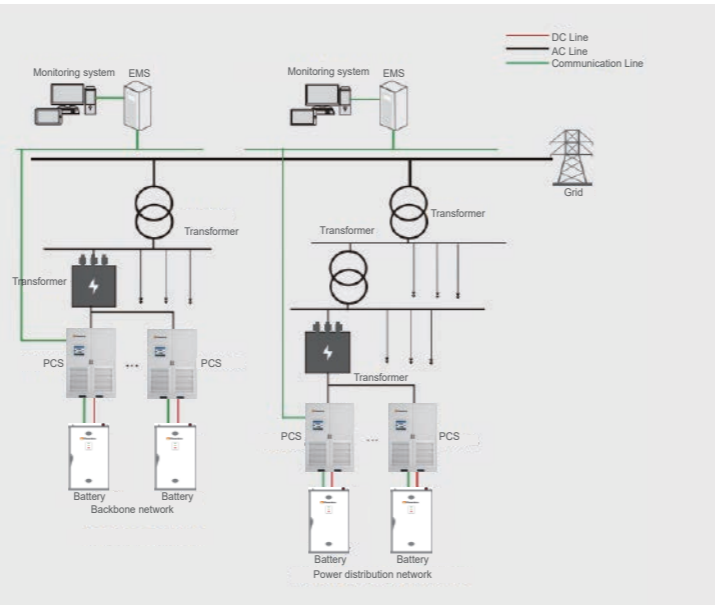 DC Line
AC Line
Communication Line
Monitoring system EMS
Monitoring system EMS
Grid
Transformer
Transformer
Transformer
Transformer
Transformer
PCS
PCS
PCS
PCS
Battery
Battery
Backbone network
Battery
Battery
Power distribution network